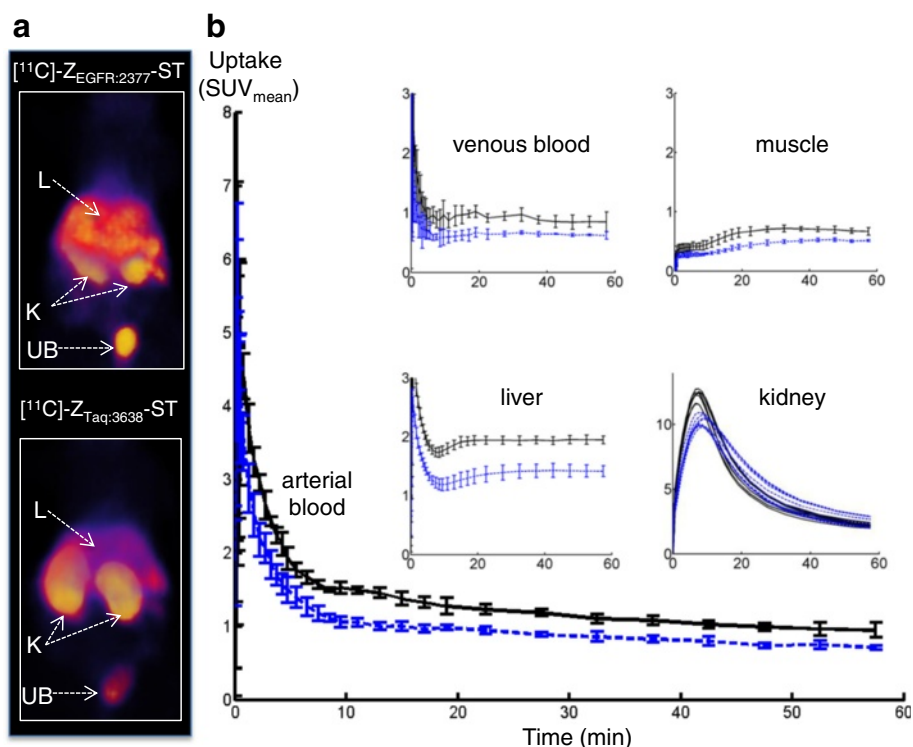 a
b
[¹¹C]-Z_EGFR:2377-ST
L
K
UB
[¹¹C]-Z_Taq:3638-ST
L
K
UB
Uptake
(SUV_mean)
8
7
6
5
4
3
2
1
0
0 10 20 30 40 50 60
Time (min)
arterial
blood
venous blood
3
2
1
0
0 20 40 60
muscle
3
2
1
0
0 20 40 60
liver
3
2
1
0
0 20 40 60
kidney
10
5
0
0 20 40 60